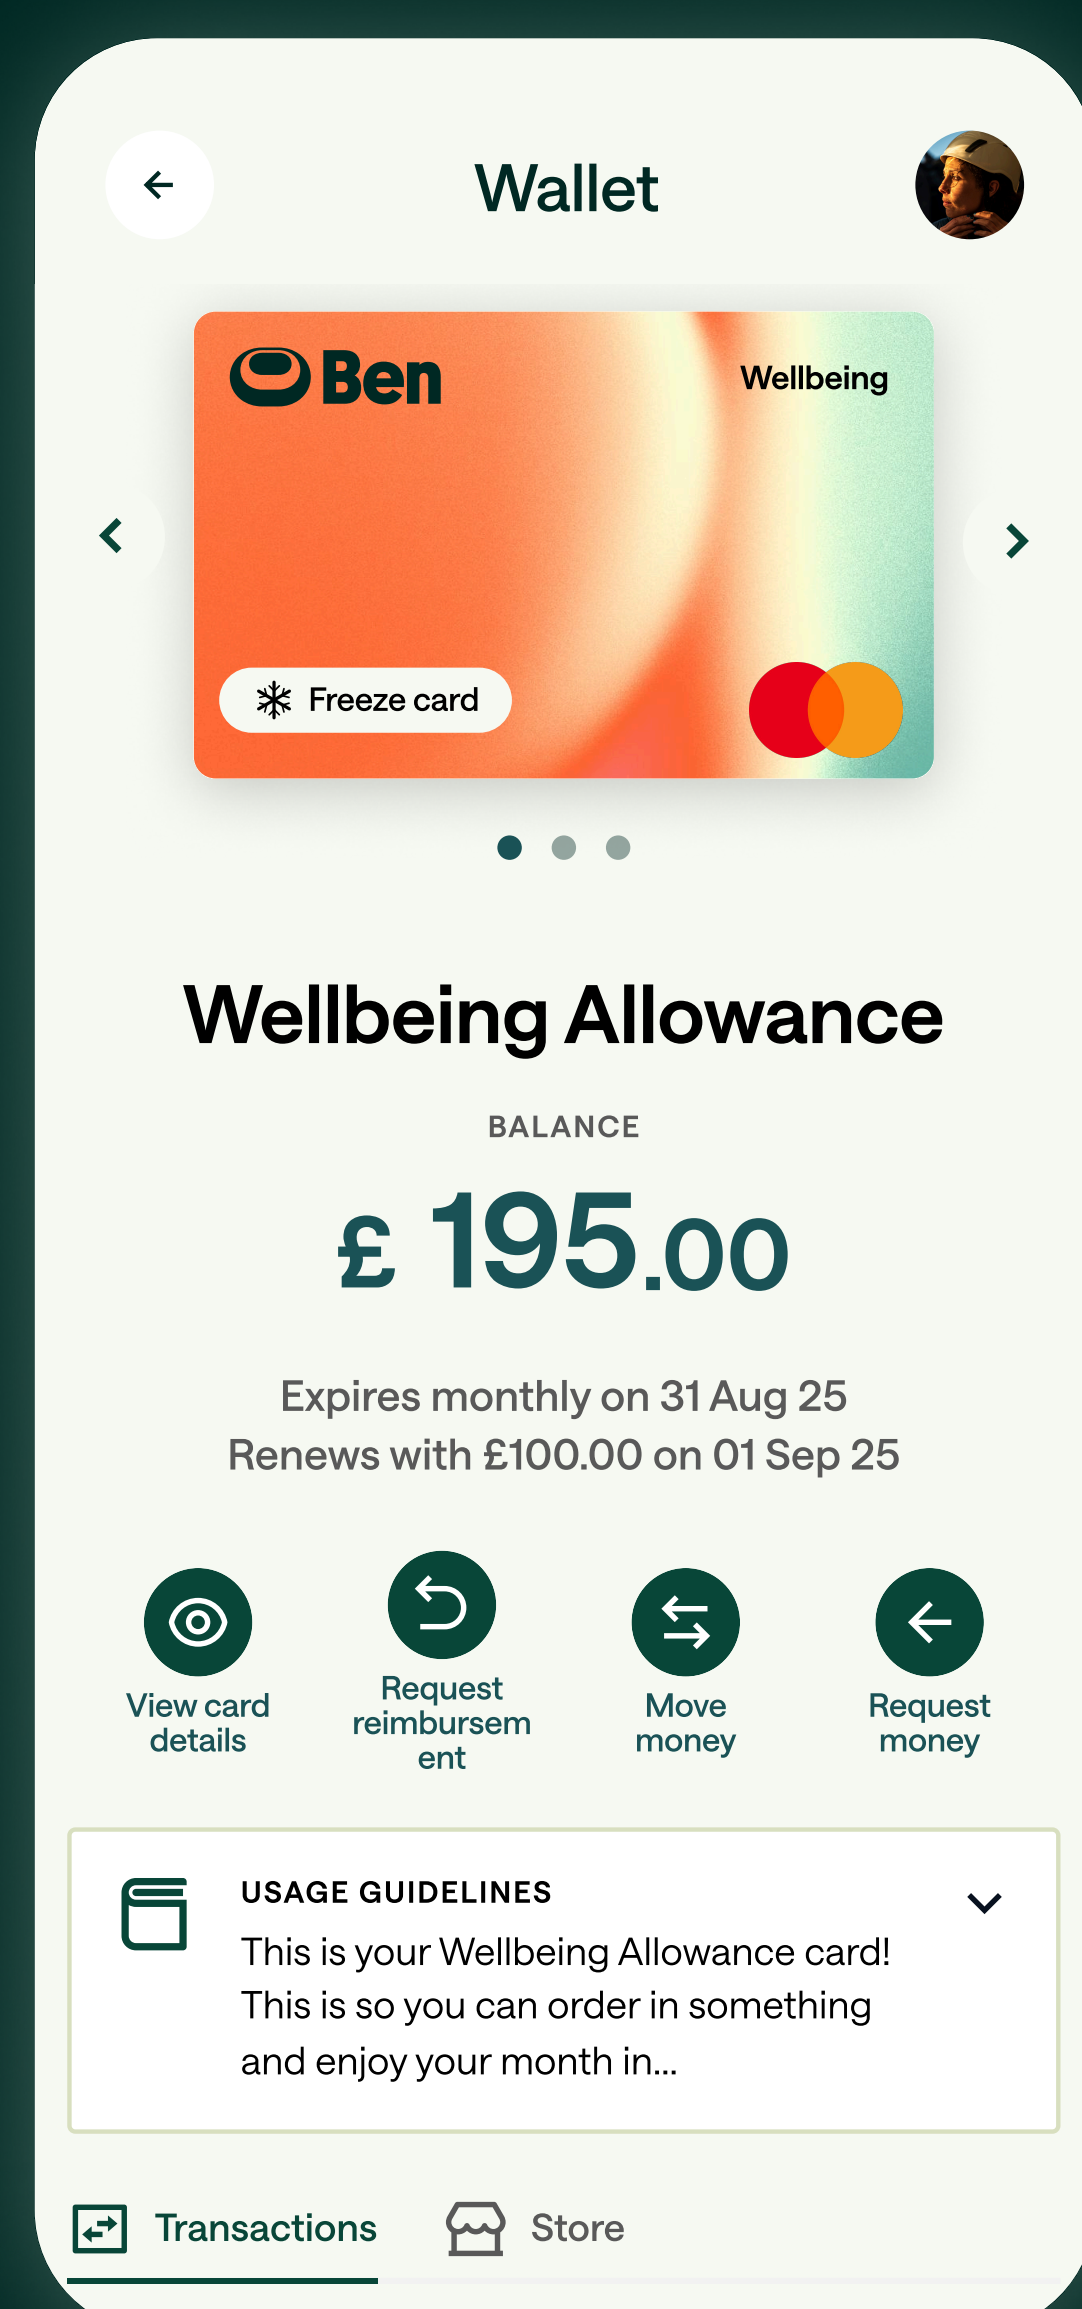 Wallet
Ben
Wellbeing
Freeze card
Wellbeing Allowance
BALANCE
£ 195.00
Expires monthly on 31 Aug 25
Renews with £100.00 on 01 Sep 25
View card
details
Request
reimbursem
ent
Move
money
Request
money
USAGE GUIDELINES
This is your Wellbeing Allowance card!
This is so you can order in something
and enjoy your month in...
Transactions
Store